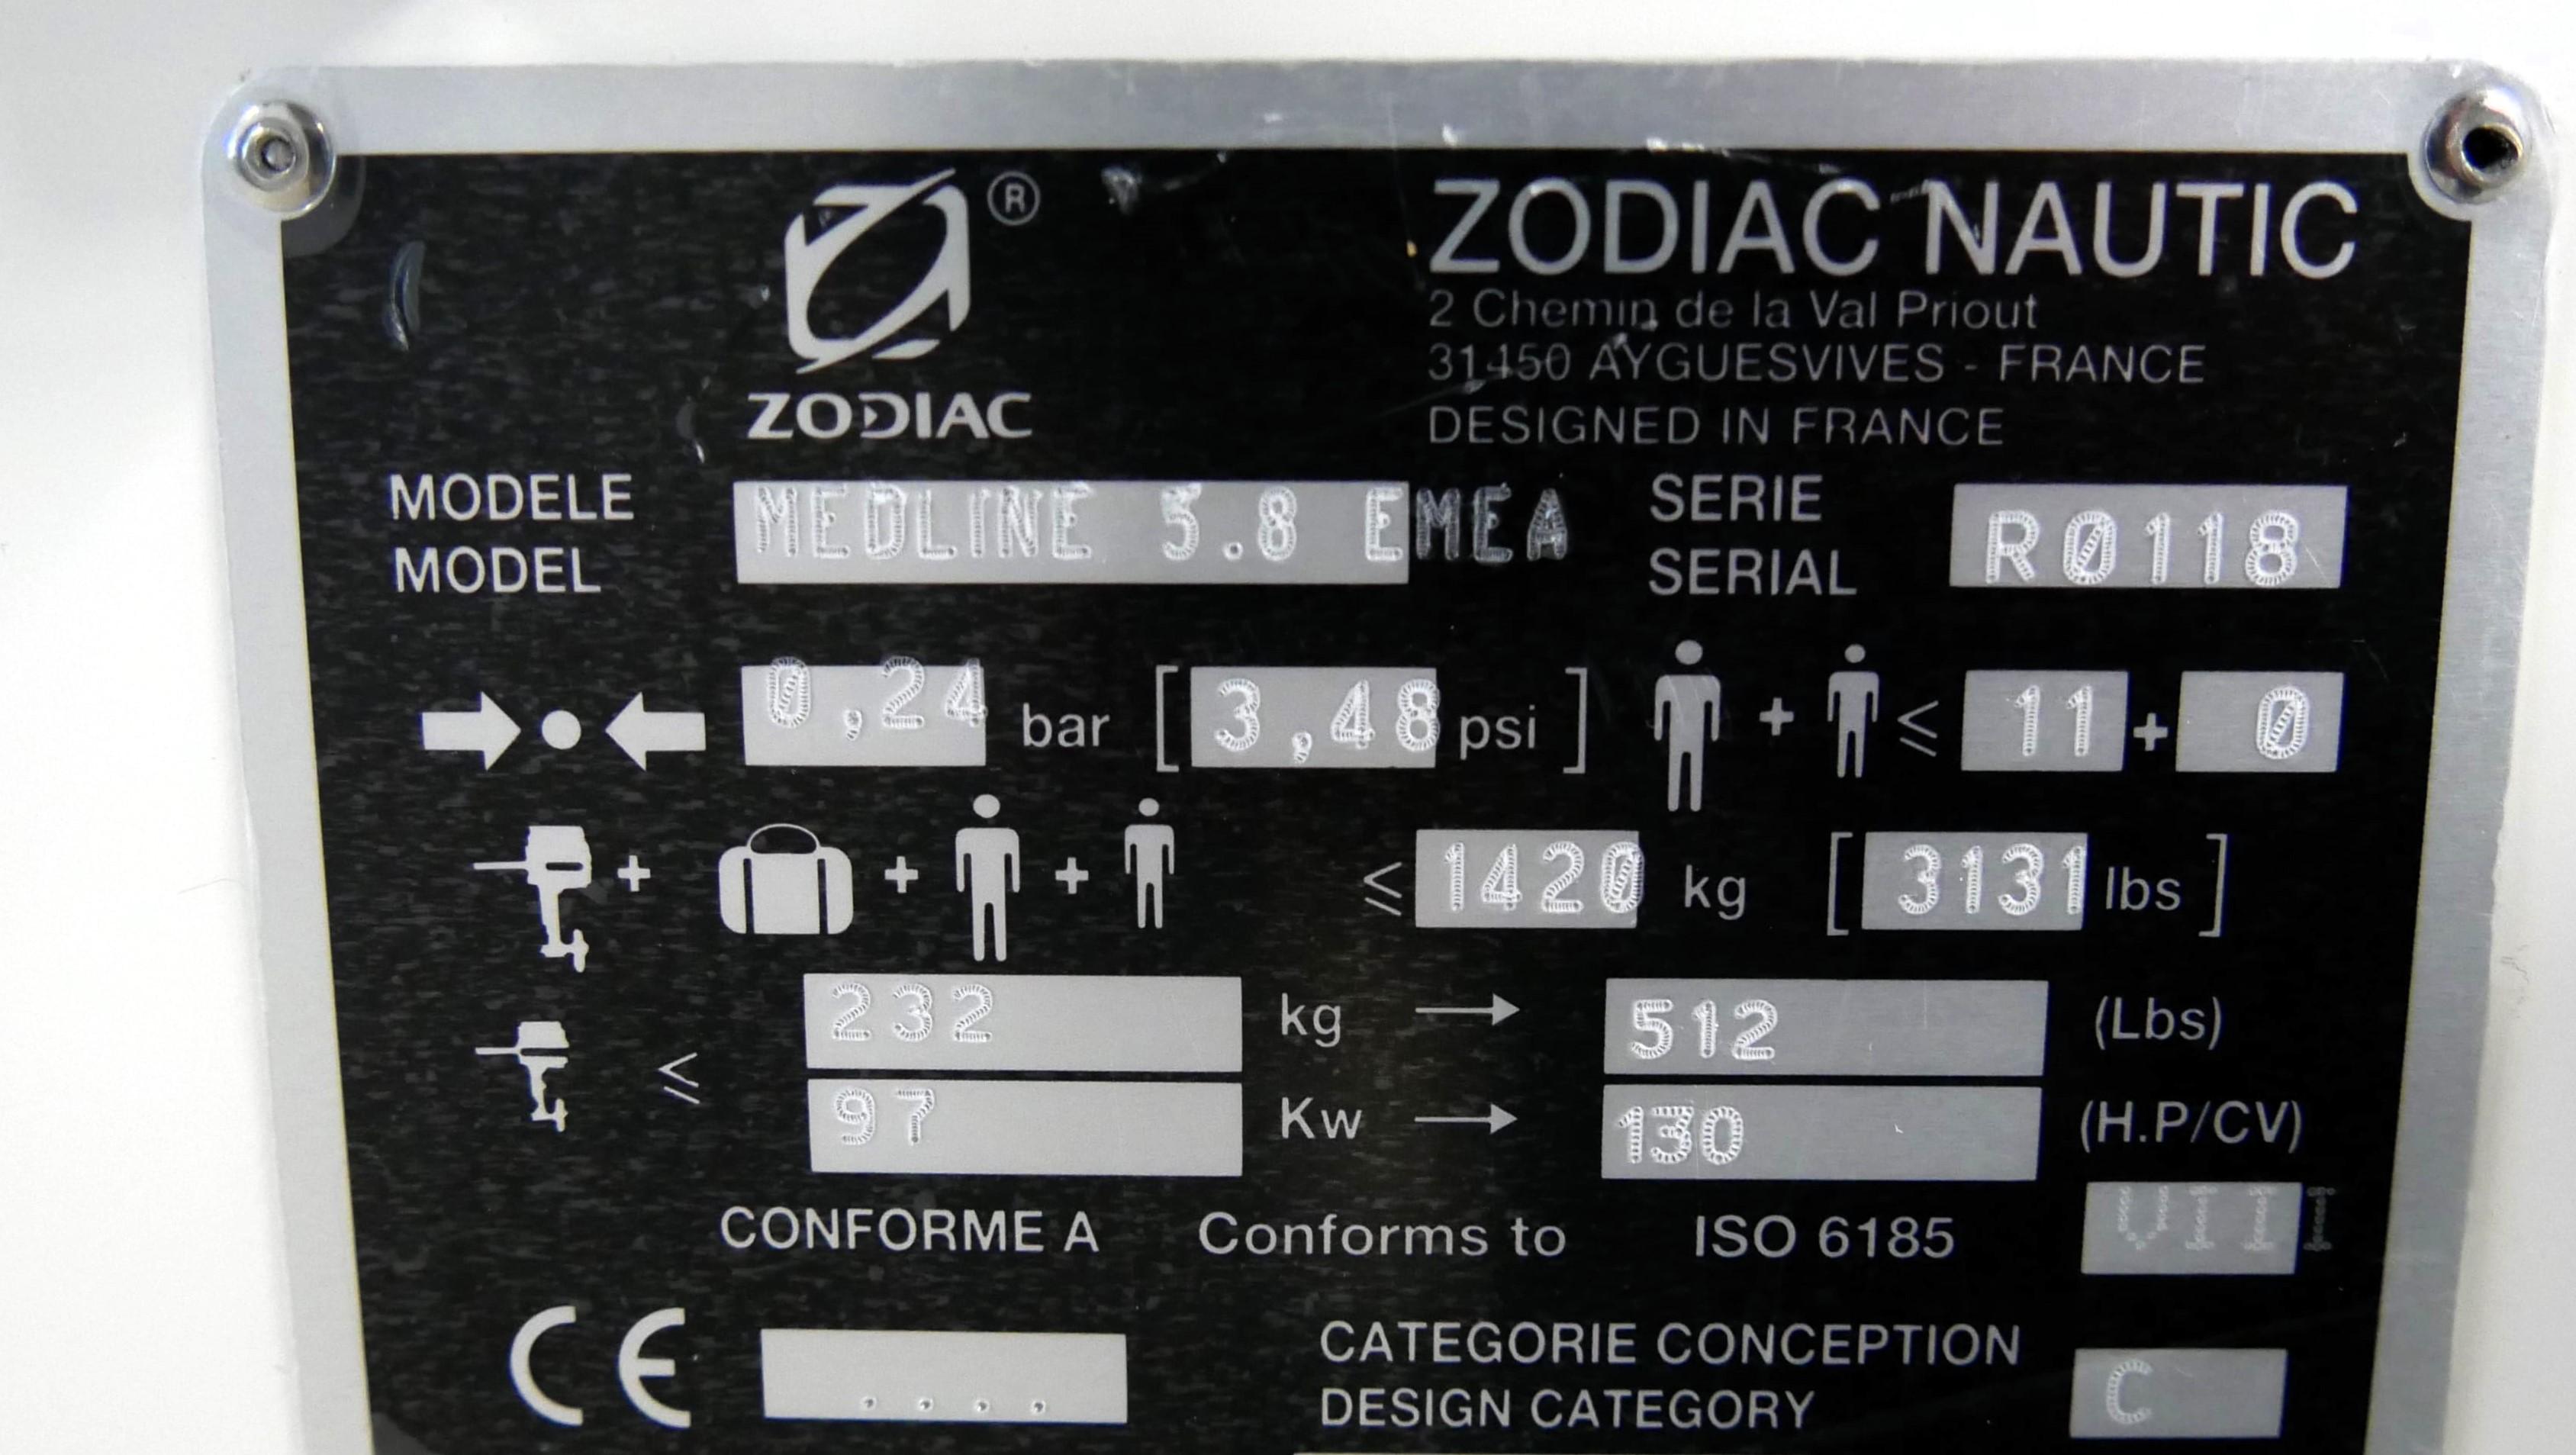 ®
ZODIAC
ZODIAC NAUTIC
2 Chemin de la Val Priout
31450 AYGUESVIVES - FRANCE
DESIGNED IN FRANCE
MODELE
MODEL
MEDLINE 5.8 EMEA
SERIE
SERIAL
R0118
0,24 bar [ 3,48 psi ]
+ ≤ 11 + 0
+ + + ≤ 1420 kg [ 3131 lbs ]
≤
232 kg → 512 (Lbs)
97 Kw → 130 (H.P/CV)
CONFORME A Conforms to ISO 6185 VIII
CE ....
CATEGORIE CONCEPTION
DESIGN CATEGORY
C